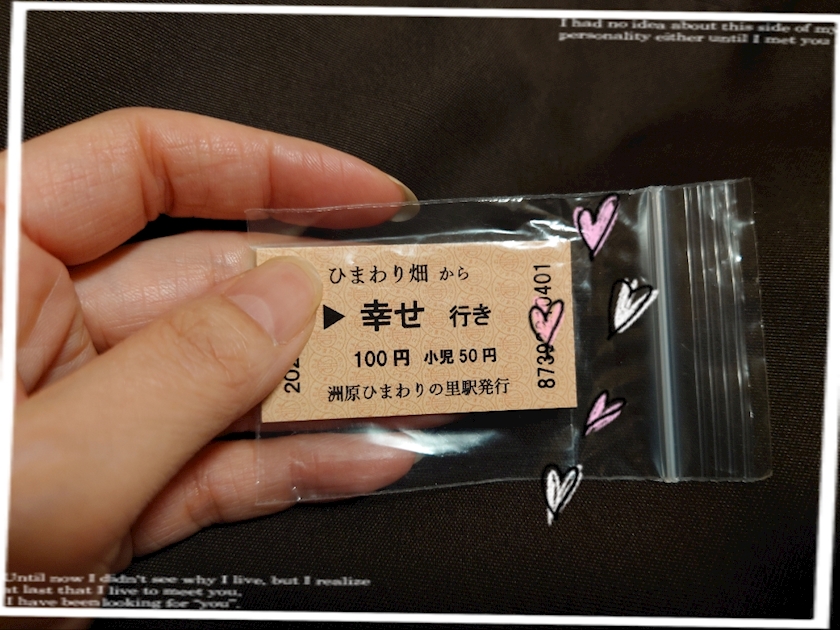 I had no idea about this side of my
personality either until I met you
ひまわり畑 から
▶ 幸せ 行き
100円 小児50円
洲原ひまわりの里駅発行
Until now I didn't see why I live, but I realize
at last that I live to meet you,
I have been looking for "you".